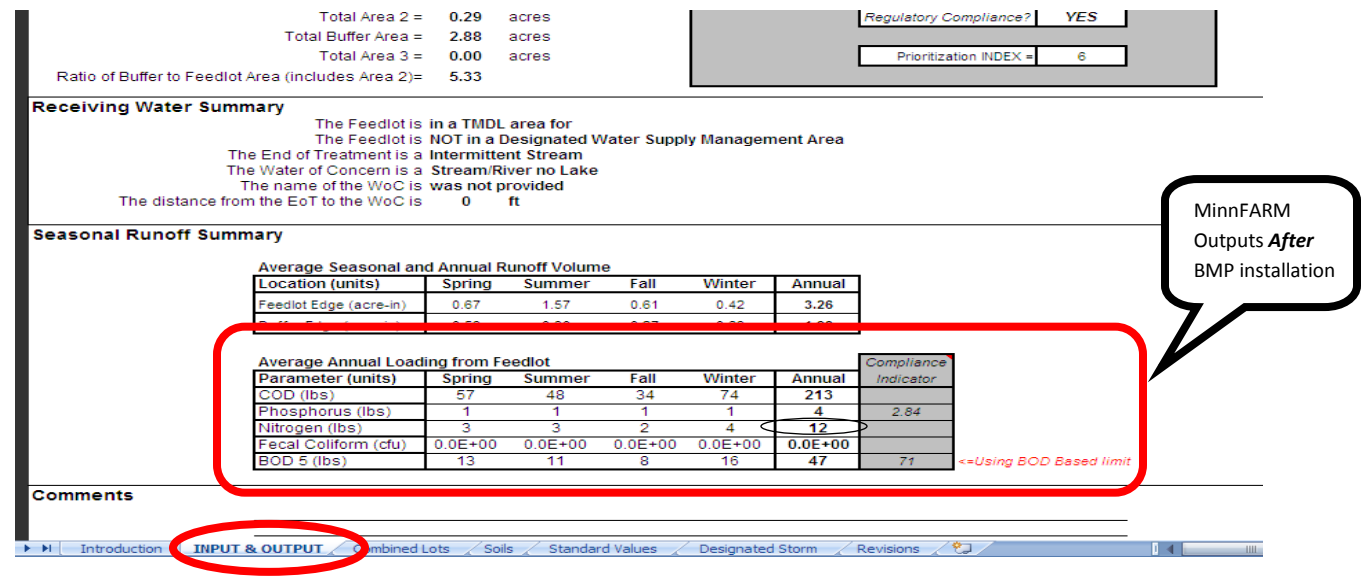 Total Area 2 = 0.29 acres
Regulatory Compliance? YES
Total Buffer Area = 2.88 acres
Total Area 3 = 0.00 acres
Prioritization INDEX = 6
Ratio of Buffer to Feedlot Area (includes Area 2)= 5.33
Receiving Water Summary
The Feedlot is in a TMDL area for
The Feedlot is NOT in a Designated Water Supply Management Area
The End of Treatment is a Intermittent Stream
The Water of Concern is a Stream/River no Lake
The name of the WoC is was not provided
The distance from the EoT to the WoC is 0 ft
MinnFARM
Outputs After
BMP installation
Seasonal Runoff Summary
Average Seasonal and Annual Runoff Volume
Location (units) Spring Summer Fall Winter Annual
Feedlot Edge (acre-in) 0.67 1.57 0.61 0.42 3.26
Average Annual Loading from Feedlot
Compliance
Parameter (units) Spring Summer Fall Winter Annual Indicator
COD (lbs) 57 48 34 74 213
Phosphorus (lbs) 1 1 1 1 4 2.84
Nitrogen (lbs) 3 3 2 4 12
Fecal Coliform (cfu) 0.0E+00 0.0E+00 0.0E+00 0.0E+00 0.0E+00
BOD 5 (lbs) 13 11 8 16 47 71 <=Using BOD Based limit
Comments
Introduction INPUT & OUTPUT Combined Lots Soils Standard Values Designated Storm Revisions